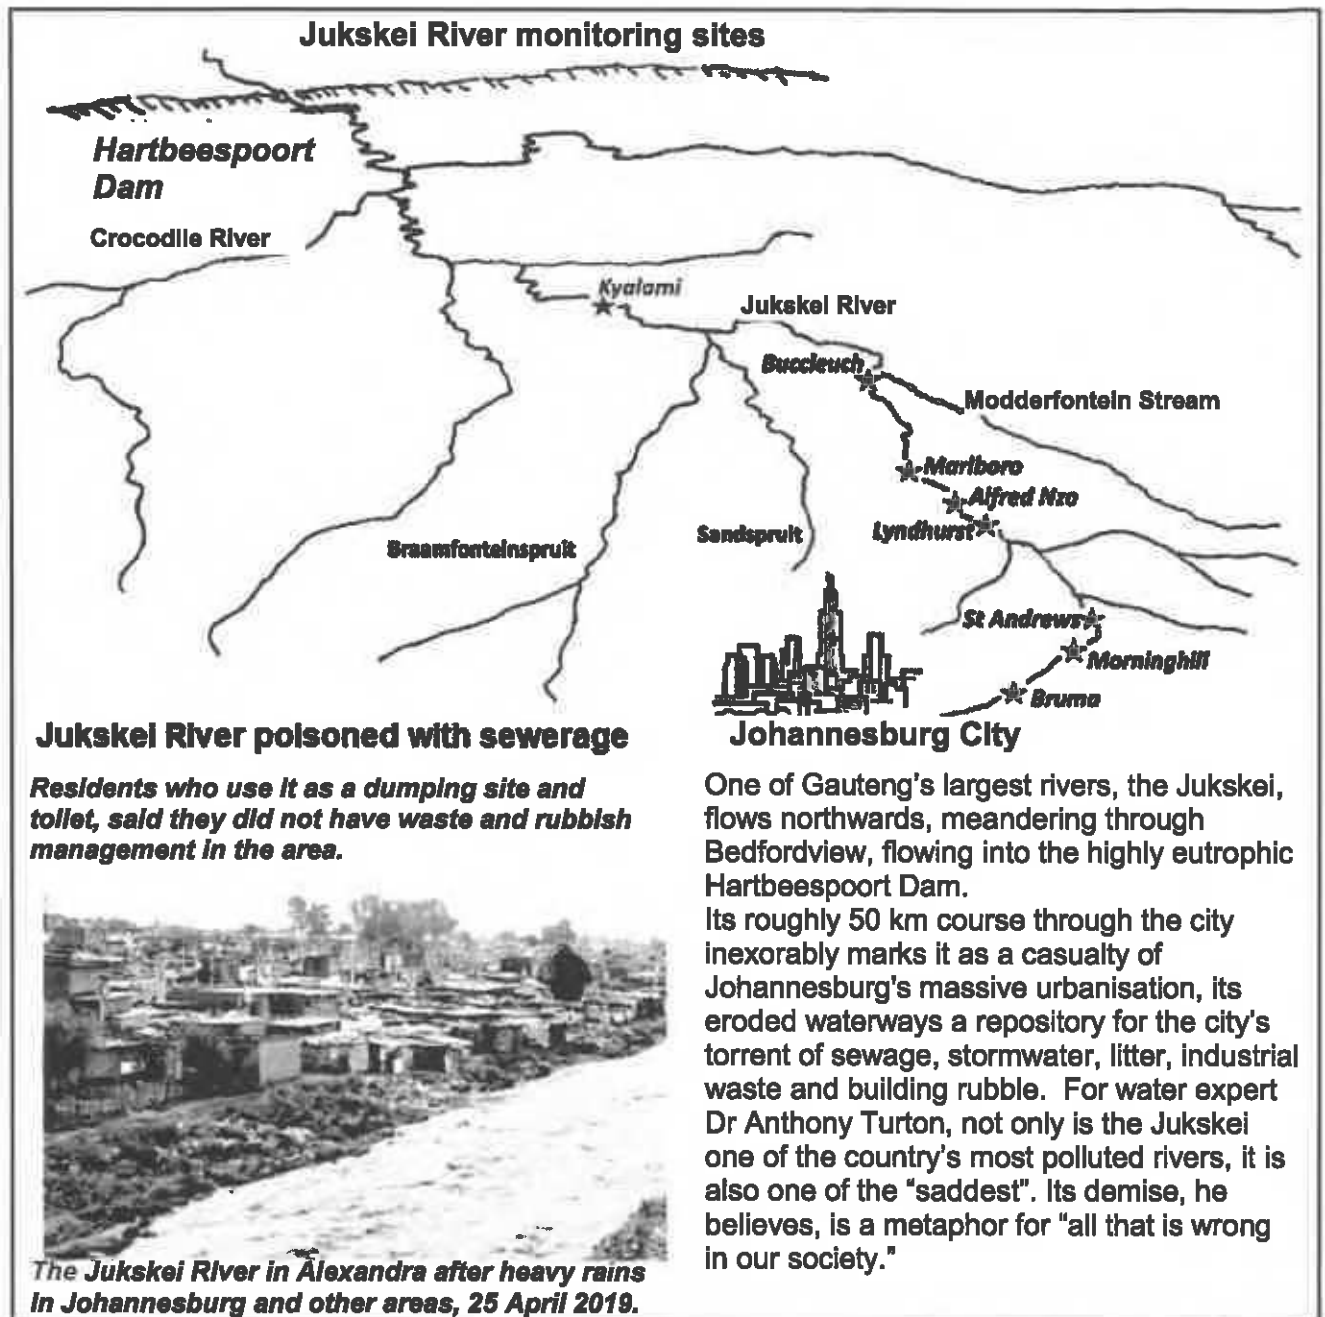 Jukskei River monitoring sites
Hartbeespoort
Dam
Crocodile River
Kyalami
Jukskei River
Buccleuch
Modderfontein Stream
Marlboro
Alfred Nzo
Lyndhurst
Braamfonteinspruit
Sandspruit
St Andrews
Morninghill
Bruma
Johannesburg City
Jukskei River poisoned with sewerage
Residents who use it as a dumping site and
toilet, said they did not have waste and rubbish
management in the area.
The Jukskei River in Alexandra after heavy rains
in Johannesburg and other areas, 25 April 2019.
One of Gauteng's largest rivers, the Jukskei,
flows northwards, meandering through
Bedfordview, flowing into the highly eutrophic
Hartbeespoort Dam.
Its roughly 50 km course through the city
inexorably marks it as a casualty of
Johannesburg's massive urbanisation, its
eroded waterways a repository for the city's
torrent of sewage, stormwater, litter, industrial
waste and building rubble. For water expert
Dr Anthony Turton, not only is the Jukskei
one of the country's most polluted rivers, it is
also one of the "saddest". Its demise, he
believes, is a metaphor for "all that is wrong
in our society."